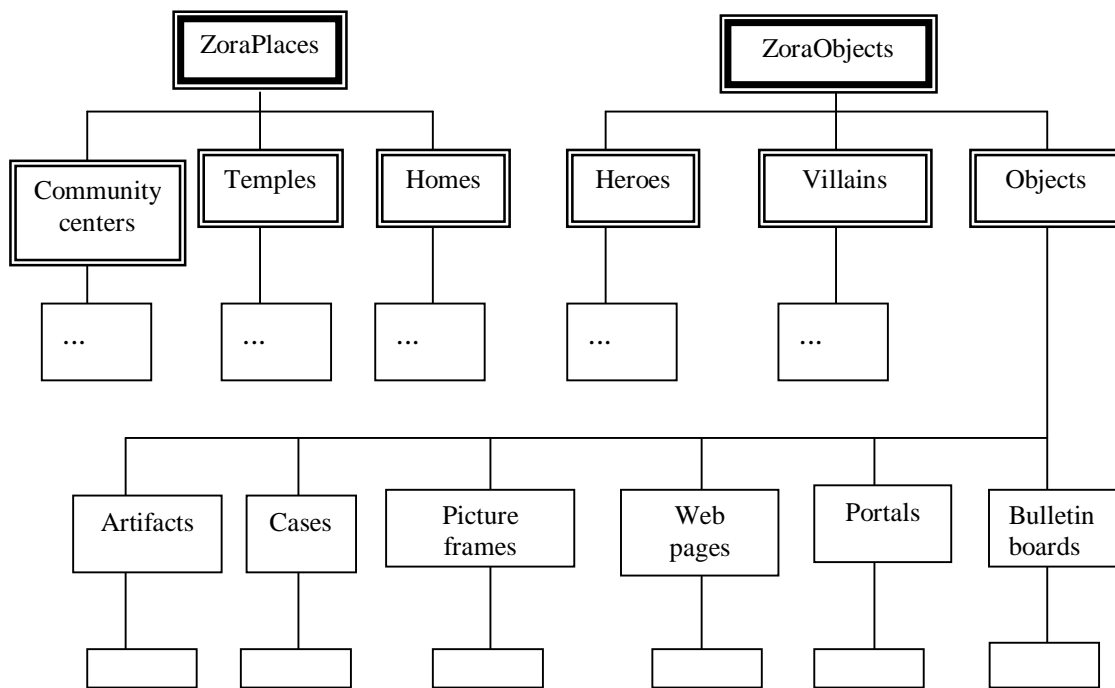 ZoraPlaces
ZoraObjects
Community
centers
Temples
Homes
Heroes
Villains
Objects
...
...
...
...
...
Artifacts
Cases
Picture
frames
Web
pages
Portals
Bulletin
boards